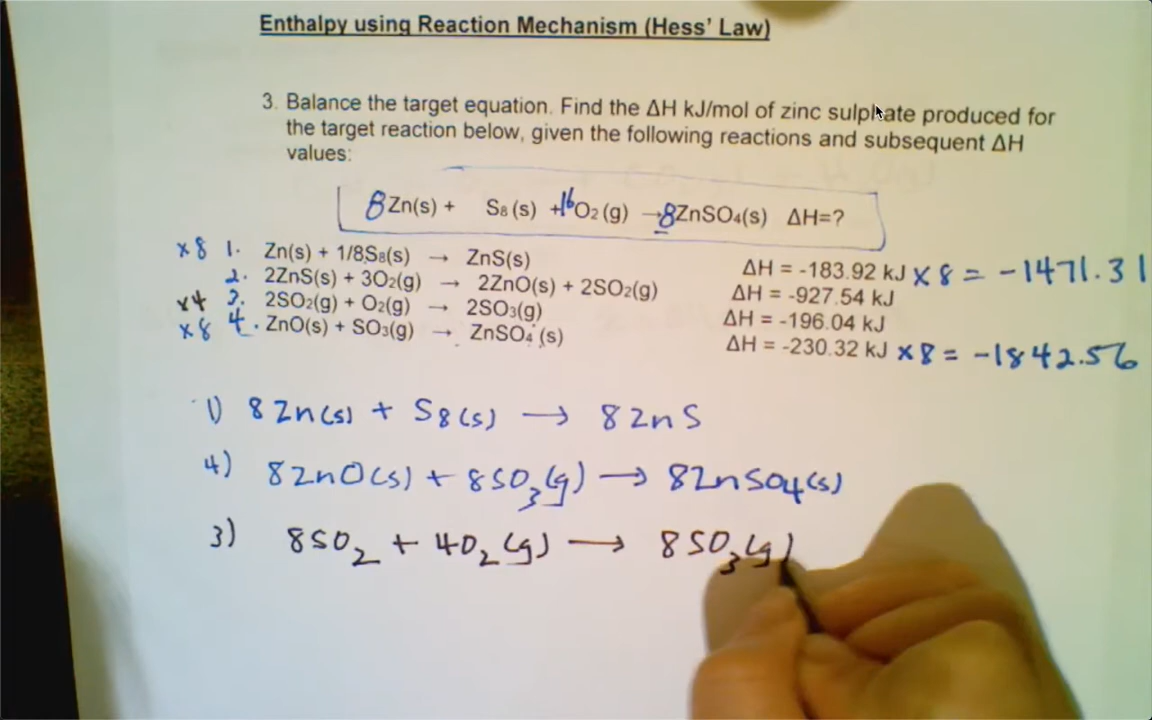 Enthalpy using Reaction Mechanism (Hess' Law)
3. Balance the target equation. Find the ΔH kJ/mol of zinc sulphate produced for
the target reaction below, given the following reactions and subsequent ΔH
values:
8Zn(s) + S₈ (s) +16O₂ (g) → 8ZnSO₄(s) ΔH=?
x8 1. Zn(s) + 1/8S₈(s) → ZnS(s) ΔH = -183.92 kJ x 8 = -1471.31
2. 2ZnS(s) + 3O₂(g) → 2ZnO(s) + 2SO₂(g) ΔH = -927.54 kJ
x4 3. 2SO₂(g) + O₂(g) → 2SO₃(g) ΔH = -196.04 kJ
x8 4. ZnO(s) + SO₃(g) → ZnSO₄ (s) ΔH = -230.32 kJ x 8 = -1842.56
1) 8Zn(s) + S₈(s) → 8ZnS
4) 8ZnO(s) + 8SO₃(g) → 8ZnSO₄(s)
3) 8SO₂ + 4O₂(g) → 8SO₃(g)